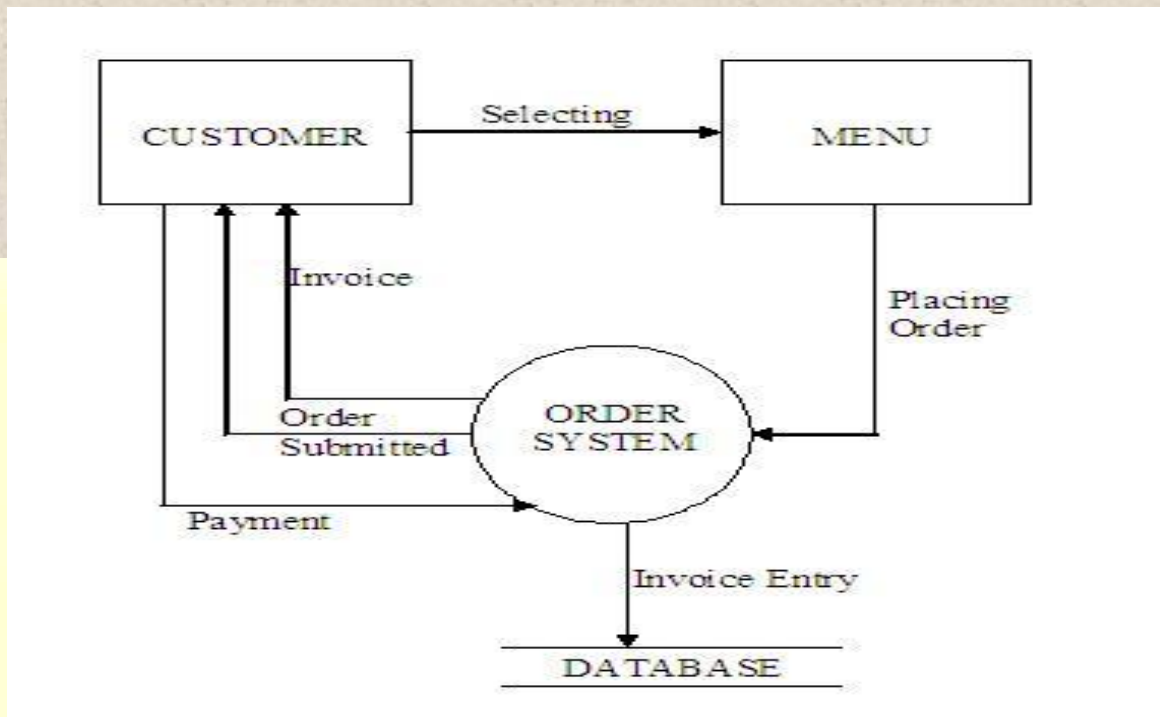 CUSTOMER
Selecting
MENU
Invoice
Placing
Order
Order
Submitted
ORDER
SYSTEM
Payment
Invoice Entry
DATABASE